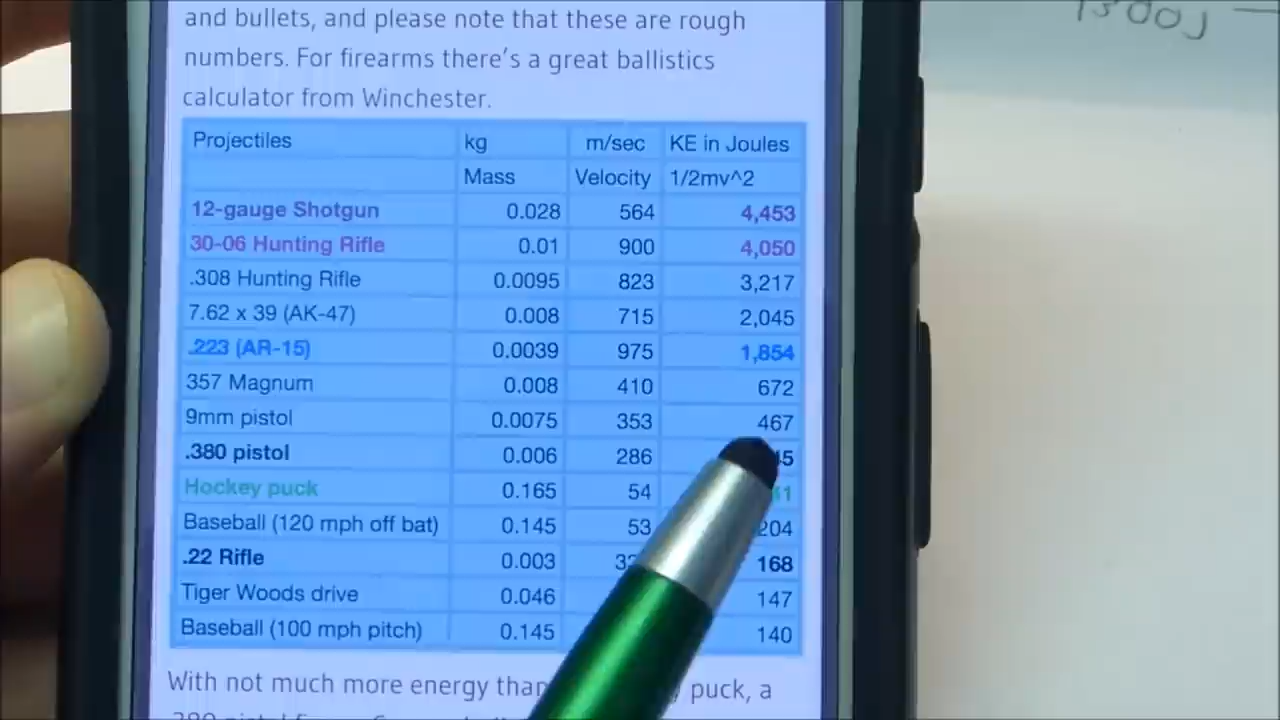 and bullets, and please note that these are rough
numbers. For firearms there's a great ballistics
calculator from Winchester.
Projectiles kg m/sec KE in Joules
Mass Velocity 1/2mv^2
12-gauge Shotgun 0.028 564 4,453
30-06 Hunting Rifle 0.01 900 4,050
.308 Hunting Rifle 0.0095 823 3,217
7.62 x 39 (AK-47) 0.008 715 2,045
.223 (AR-15) 0.0039 975 1,854
357 Magnum 0.008 410 672
9mm pistol 0.0075 353 467
.380 pistol 0.006 286
Hockey puck 0.165 54
Baseball (120 mph off bat) 0.145 53 204
.22 Rifle 0.003 168
Tiger Woods drive 0.046 147
Baseball (100 mph pitch) 0.145 140
With not much more energy than puck, a